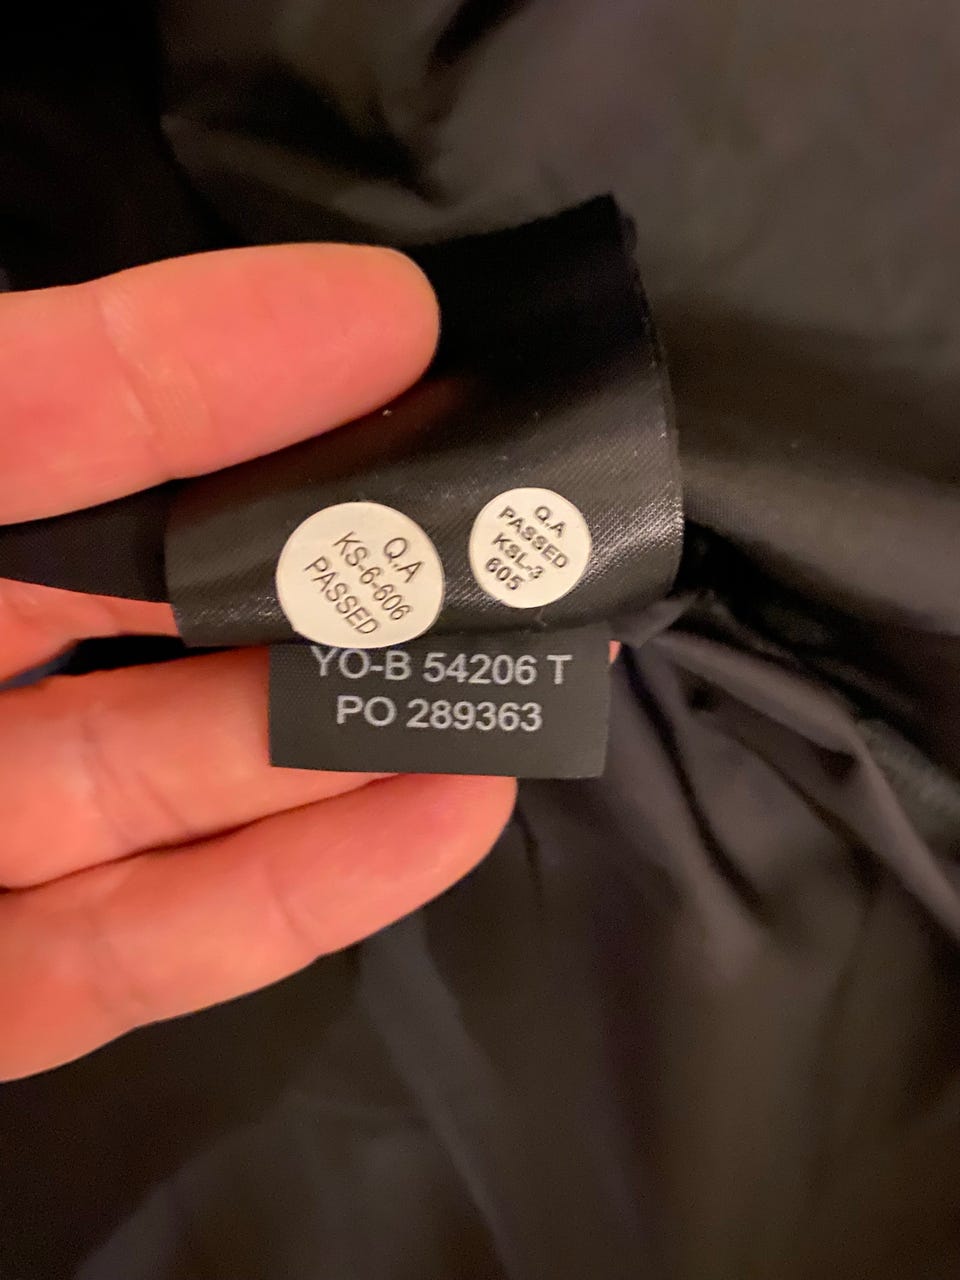 Q.A
KS-6-606
PASSED
Q.A
PASSED
KSL-3
605
YO-B 54206 T
PO 289363